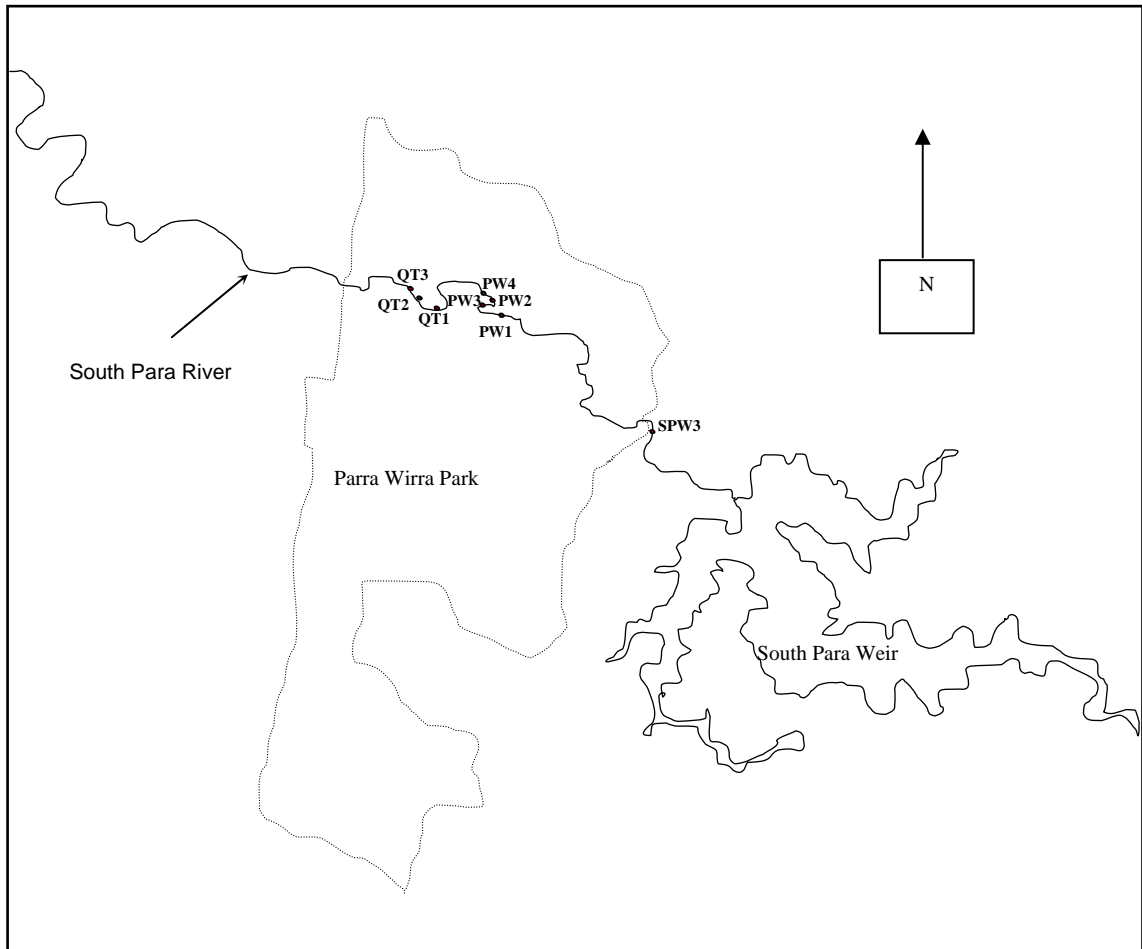 N
QT3
PW4
QT2
PW3
PW2
QT1
PW1
South Para River
SPW3
Parra Wirra Park
South Para Weir